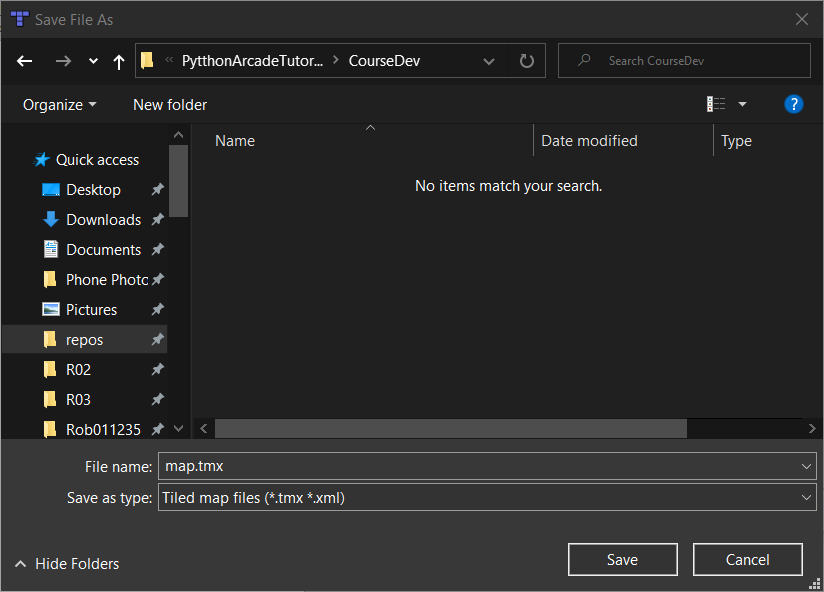 Save File As
« PytthonArcadeTutor... > CourseDev
Search CourseDev
Organize
New folder
?
Name
Date modified
Type
No items match your search.
Quick access
Desktop
Downloads
Documents
Phone Photo
Pictures
repos
R02
R03
Rob011235
File name: map.tmx
Save as type: Tiled map files (*.tmx *.xml)
Hide Folders
Save
Cancel